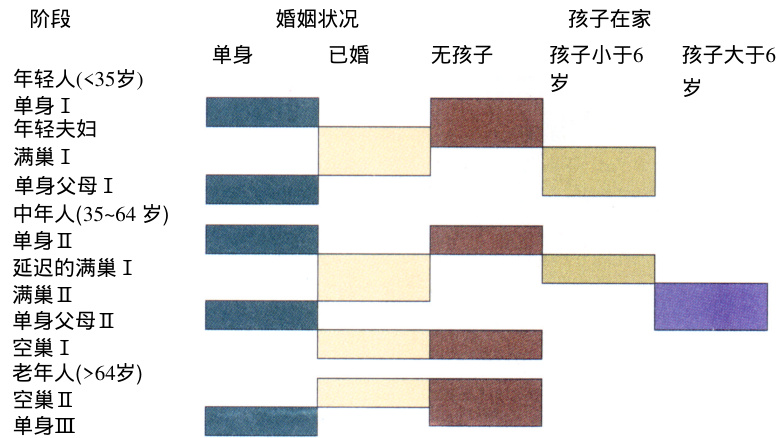 阶段 婚姻状况 孩子在家
单身 已婚 无孩子 孩子小于6岁 孩子大于6岁
年轻人(<35岁)
单身Ⅰ
年轻夫妇
满巢Ⅰ
单身父母Ⅰ
中年人(35~64 岁)
单身Ⅱ
延迟的满巢Ⅰ
满巢Ⅱ
单身父母Ⅱ
空巢Ⅰ
老年人(>64岁)
空巢Ⅱ
单身Ⅲ